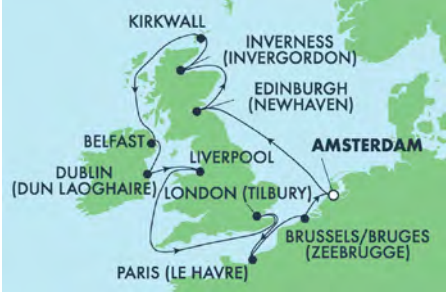 KIRKWALL
INVERNESS
(INVERGORDON)
EDINBURGH
(NEWHAVEN)
BELFAST
AMSTERDAM
LIVERPOOL
DUBLIN
(DUN LAOGHAIRE)
LONDON (TILBURY)
BRUSSELS/BRUGES
(ZEEBRUGGE)
PARIS (LE HAVRE)